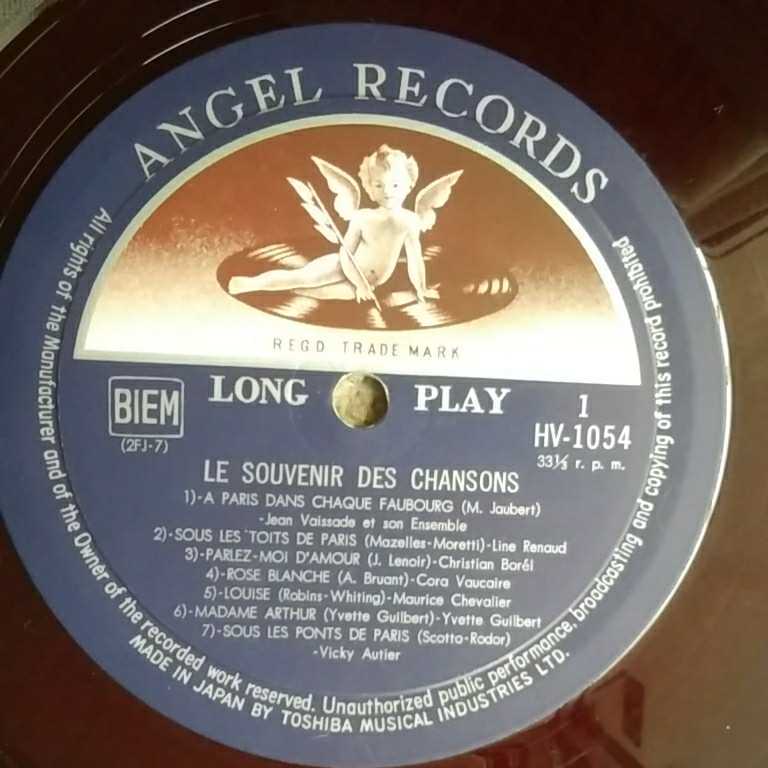 ANGEL RECORDS
REGD TRADE MARK
LONG PLAY
BIEM
(2FJ-7)
1
HV-1054
33⅓ r. p. m.
LE SOUVENIR DES CHANSONS
1)-A PARIS DANS CHAQUE FAUBOURG (M. Jaubert)
-Jean Vaissade et son Ensemble
2)-SOUS LES TOITS DE PARIS (Mazelles-Moretti)-Line Renaud
3)-PARLEZ-MOI D'AMOUR (J. Lenoir)-Christian Borél
4)-ROSE BLANCHE (A. Bruant)-Cora Vaucaire
5)-LOUISE (Robins-Whiting)-Maurice Chevalier
6)-MADAME ARTHUR (Yvette Guilbert)-Yvette Guilbert
7)-SOUS LES PONTS DE PARIS (Scotto-Rodor)
-Vicky Autier
All rights of the Manufacturer and of the Owner of the recorded work reserved. Unauthorized public performance, broadcasting and copying of this record prohibited
MADE IN JAPAN BY TOSHIBA MUSICAL INDUSTRIES LTD.